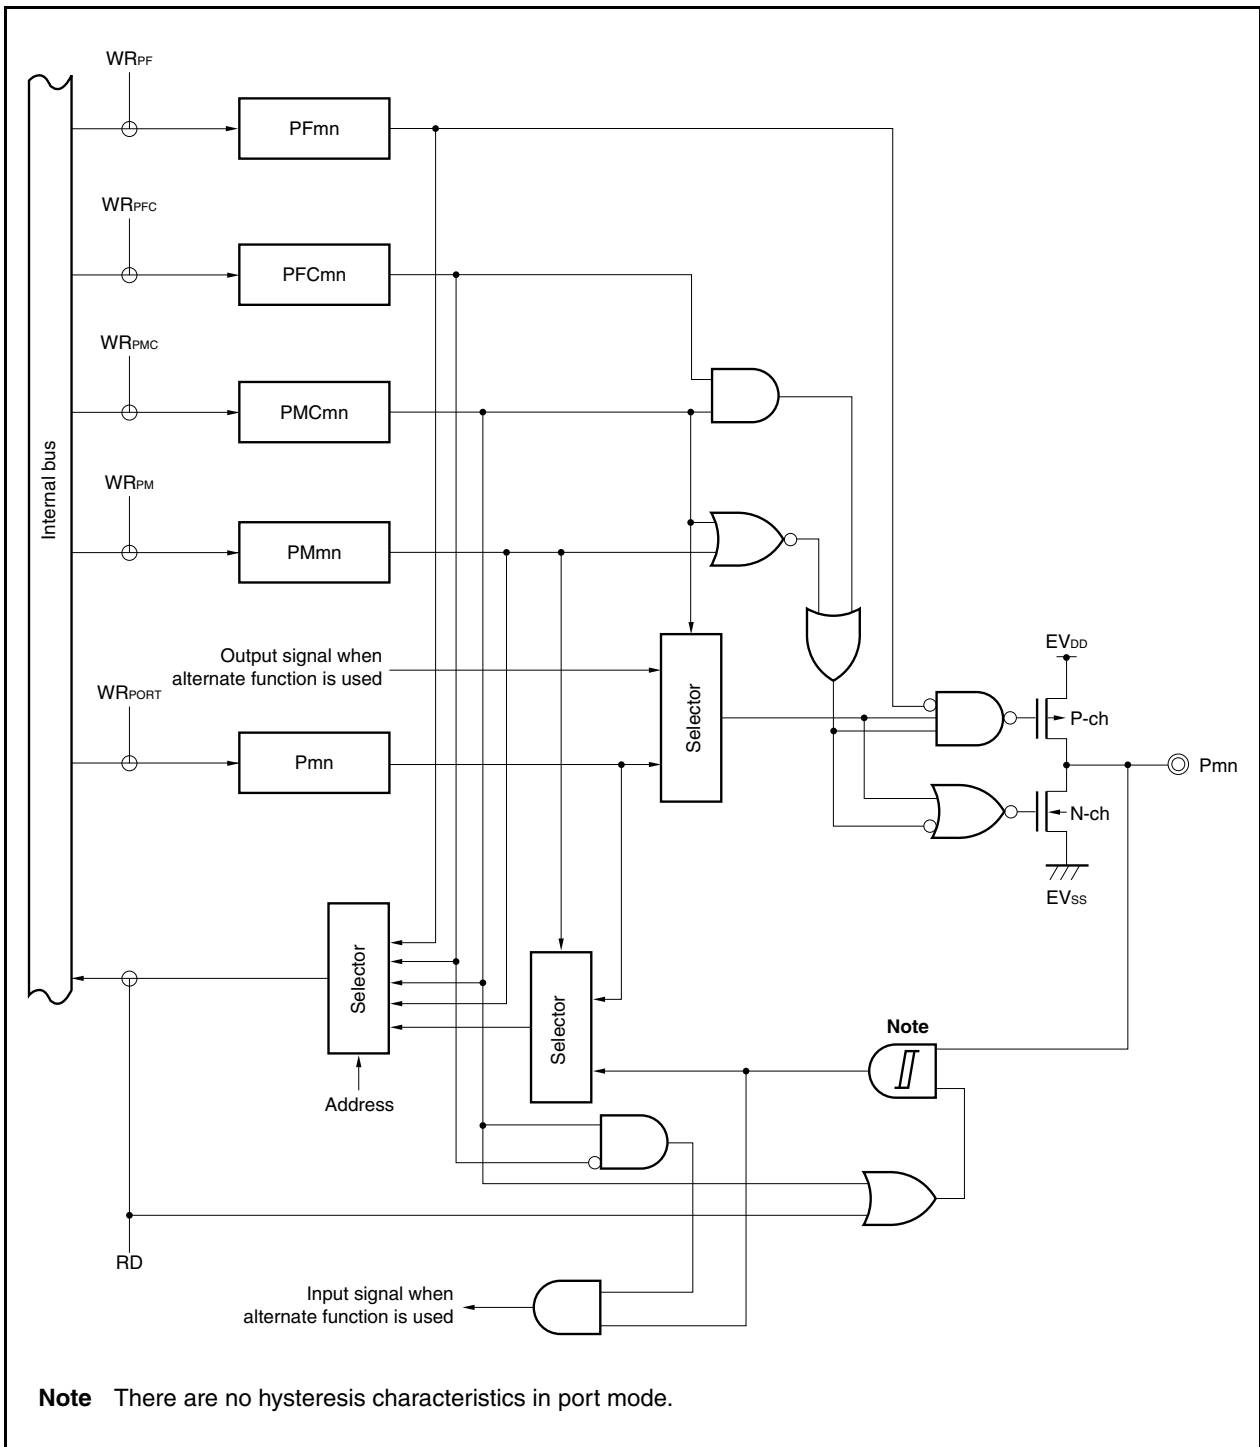 WRPF
PFmn
WRPFC
PFCmn
WRPMC
PMCmn
Internal bus
WRPM
PMmn
Output signal when
alternate function is used
WRPORT
Pmn
Selector
EVDD
P-ch
Pmn
N-ch
EVSS
Selector
Selector
Note
Address
RD
Input signal when
alternate function is used
Note There are no hysteresis characteristics in port mode.